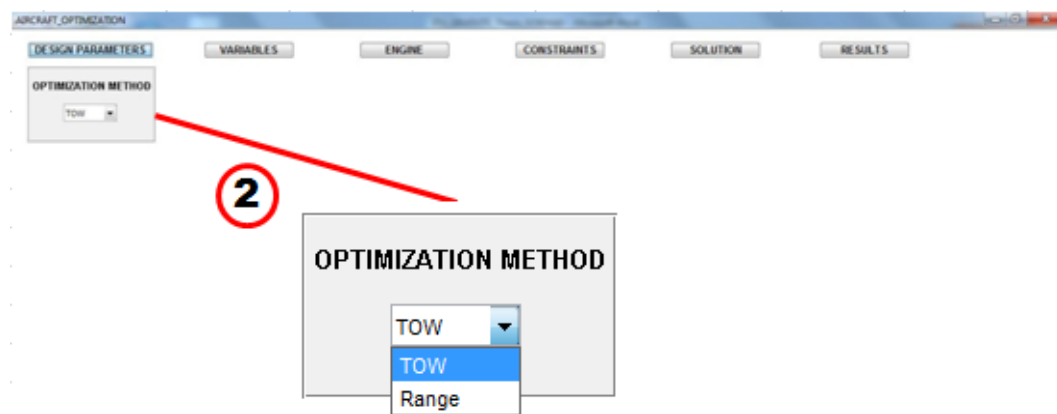 AIRCRAFT_OPTIMIZATION
DESIGN PARAMETERS VARIABLES ENGINE CONSTRAINTS SOLUTION RESULTS
OPTIMIZATION METHOD
TOW
2
OPTIMIZATION METHOD
TOW
TOW
Range